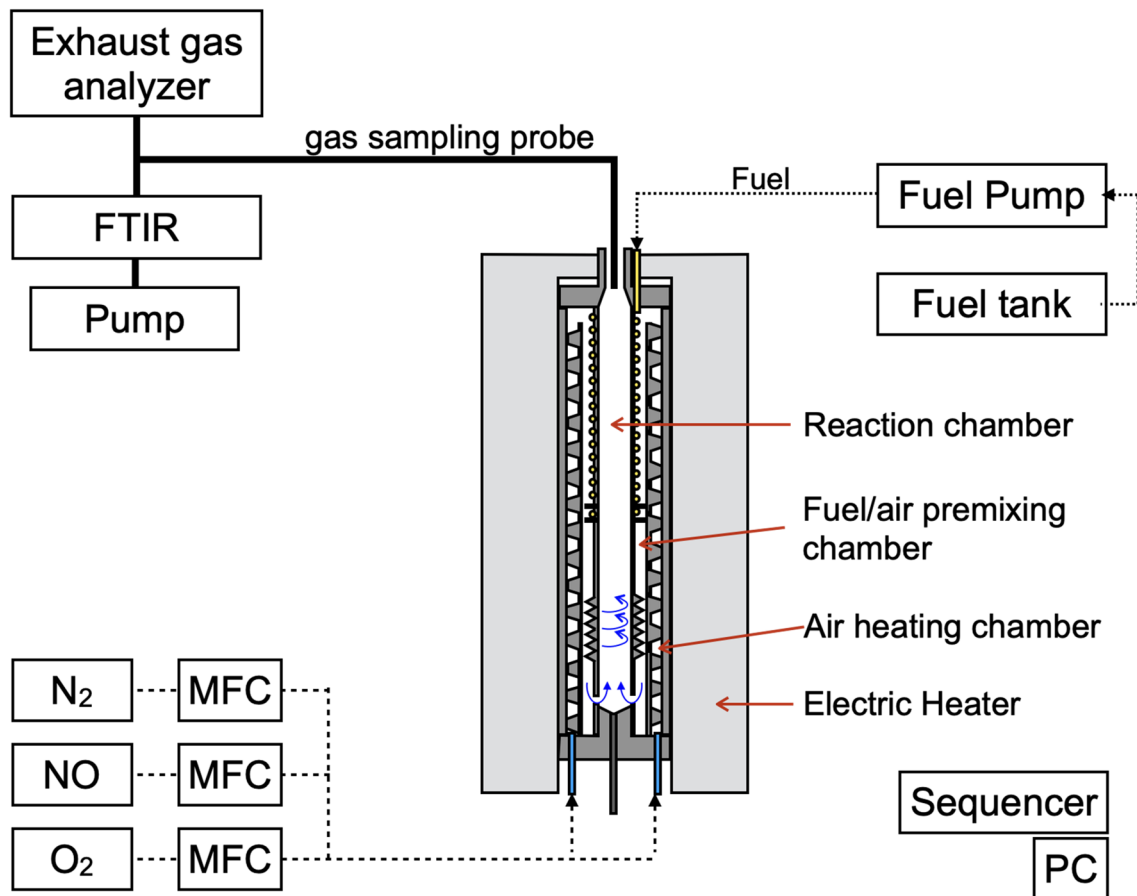 Exhaust gas
analyzer
gas sampling probe
Fuel
Fuel Pump
FTIR
Fuel tank
Pump
Reaction chamber
Fuel/air premixing
chamber
Air heating chamber
Electric Heater
N₂
MFC
NO
MFC
O₂
MFC
Sequencer
PC